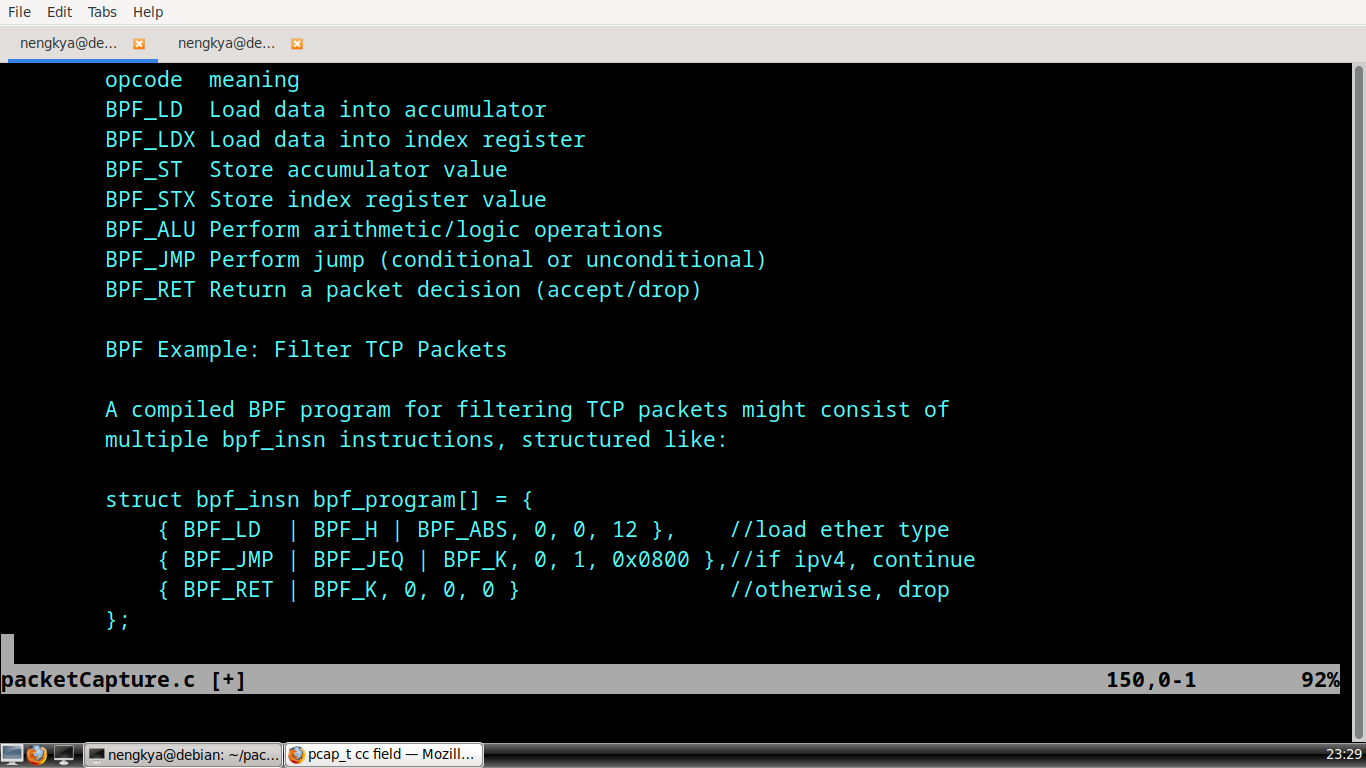 File Edit Tabs Help
nengkya@de... nengkya@de...
opcode  meaning
BPF_LD  Load data into accumulator
BPF_LDX Load data into index register
BPF_ST  Store accumulator value
BPF_STX Store index register value
BPF_ALU Perform arithmetic/logic operations
BPF_JMP Perform jump (conditional or unconditional)
BPF_RET Return a packet decision (accept/drop)
BPF Example: Filter TCP Packets
A compiled BPF program for filtering TCP packets might consist of
multiple bpf_insn instructions, structured like:
struct bpf_insn bpf_program[] = {
    { BPF_LD  | BPF_H | BPF_ABS, 0, 0, 12 },    //load ether type
    { BPF_JMP | BPF_JEQ | BPF_K, 0, 1, 0x0800 },//if ipv4, continue
    { BPF_RET | BPF_K, 0, 0, 0 }                //otherwise, drop
};
packetCapture.c [+] 150,0-1 92%
nengkya@debian: ~/pac... pcap_t cc field — Mozill... 23:29